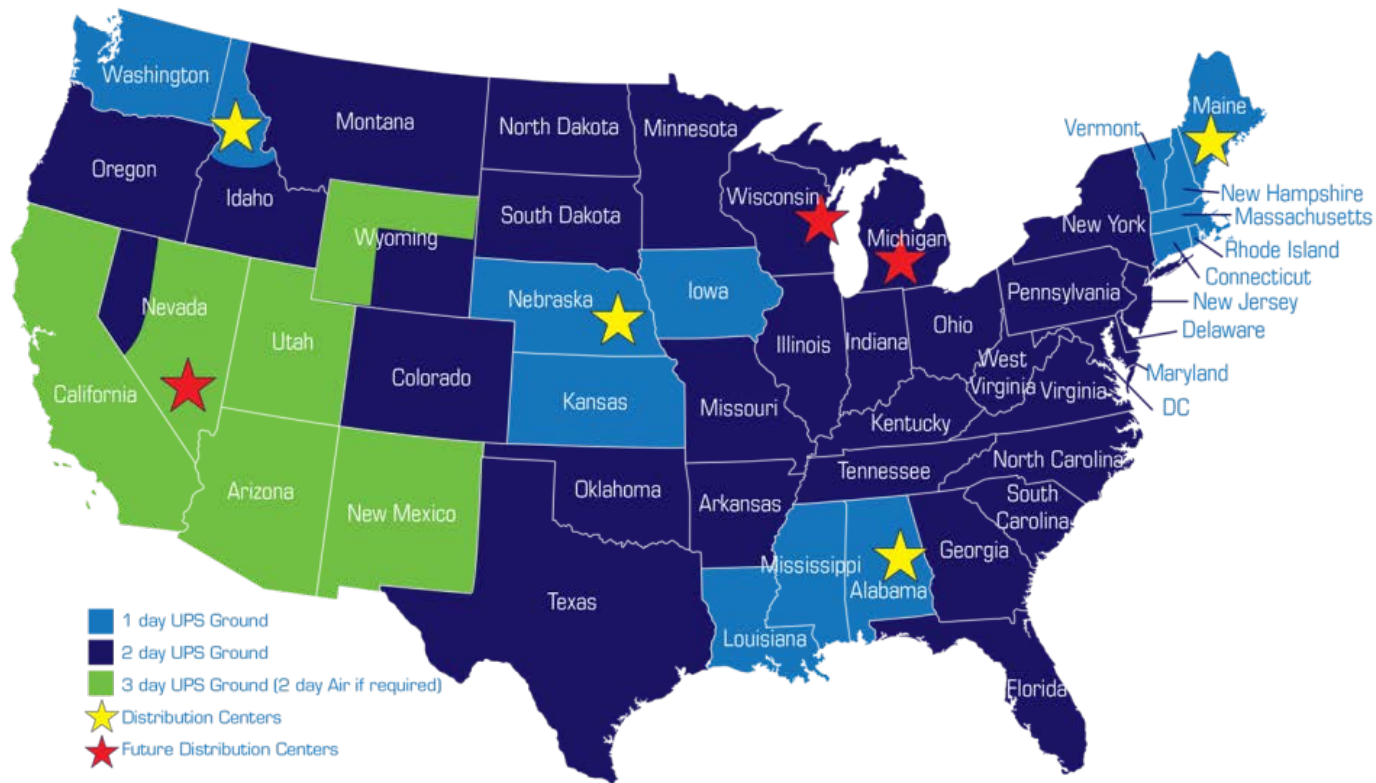 Washington
Montana
North Dakota
Minnesota
Maine
Vermont
Oregon
Idaho
Wisconsin
South Dakota
New Hampshire
Massachusetts
New York
Wyoming
Michigan
Rhode Island
Connecticut
Nebraska
Iowa
Pennsylvania
New Jersey
Nevada
Delaware
Ohio
Utah
Illinois
Indiana
West
Virginia
Colorado
Maryland
California
Virginia
Kansas
Missouri
DC
Kentucky
North Carolina
Tennessee
Arizona
Oklahoma
Arkansas
South
Carolina
New Mexico
Georgia
Mississippi
Alabama
Texas
Louisiana
Florida
1 day UPS Ground
2 day UPS Ground
3 day UPS Ground (2 day Air if required)
Distribution Centers
Future Distribution Centers